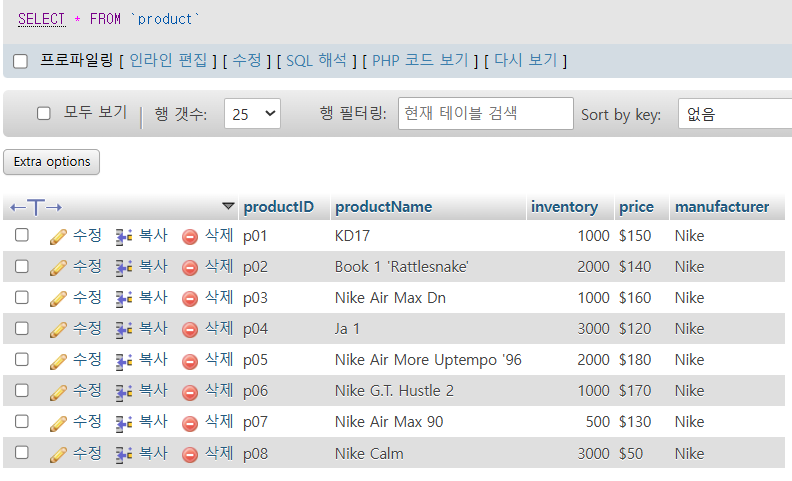 SELECT * FROM `product`
프로파일링 [ 인라인 편집 ] [ 수정 ] [ SQL 해석 ] [ PHP 코드 보기 ] [ 다시 보기 ]
모두 보기 | 행 갯수: 25 행 필터링: 현재 테이블 검색 Sort by key: 없음
Extra options
←T→ productID productName inventory price manufacturer
수정 복사 삭제 p01 KD17 1000 $150 Nike
수정 복사 삭제 p02 Book 1 'Rattlesnake' 2000 $140 Nike
수정 복사 삭제 p03 Nike Air Max Dn 1000 $160 Nike
수정 복사 삭제 p04 Ja 1 3000 $120 Nike
수정 복사 삭제 p05 Nike Air More Uptempo '96 2000 $180 Nike
수정 복사 삭제 p06 Nike G.T. Hustle 2 1000 $170 Nike
수정 복사 삭제 p07 Nike Air Max 90 500 $130 Nike
수정 복사 삭제 p08 Nike Calm 3000 $50 Nike